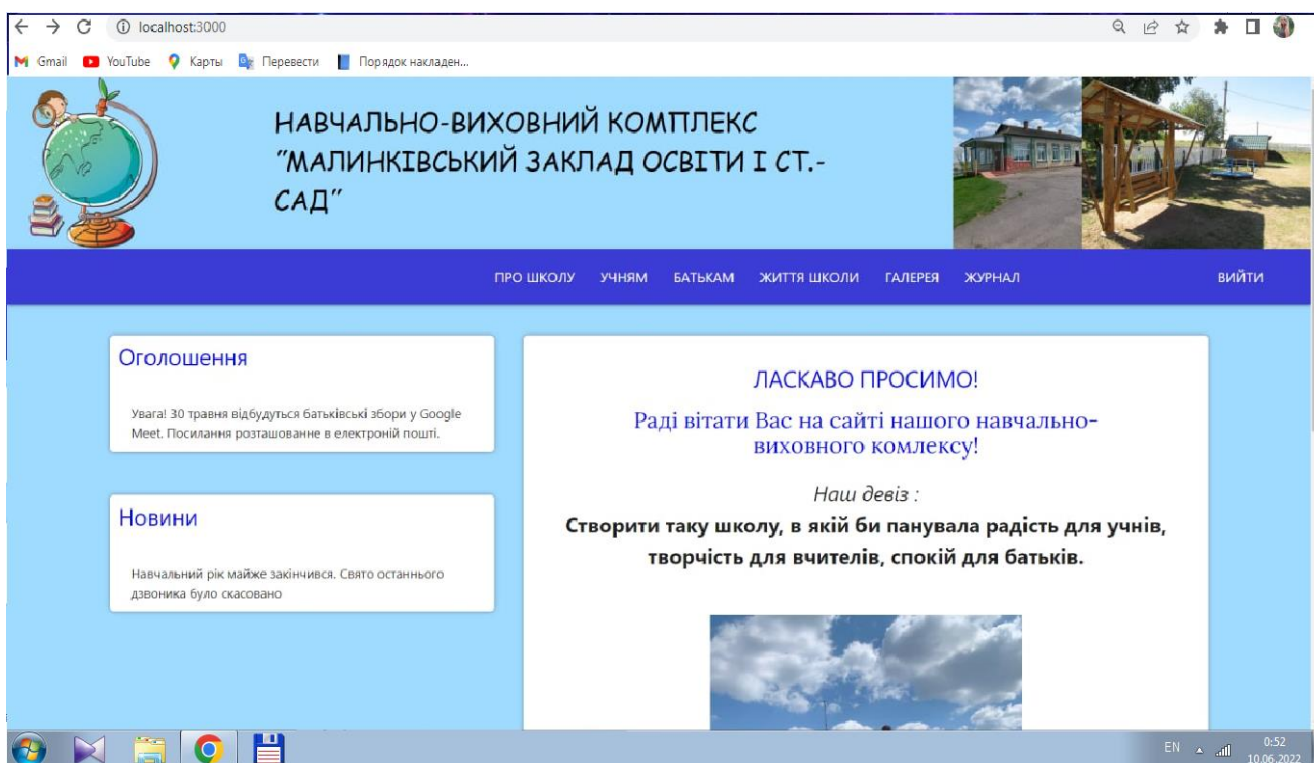 localhost:3000
Gmail YouTube Карты Перевести Порядок накладен...
НАВЧАЛЬНО-ВИХОВНИЙ КОМПЛЕКС
"МАЛИНКІВСЬКИЙ ЗАКЛАД ОСВІТИ І СТ.-
САД"
ПРО ШКОЛУ УЧНЯМ БАТЬКАМ ЖИТТЯ ШКОЛИ ГАЛЕРЕЯ ЖУРНАЛ ВИЙТИ
Оголошення
Увага! 30 травня відбудуться батьківські збори у Google
Meet. Посилання розташованне в електроній пошті.
Новини
Навчальний рік майже закінчився. Свято останнього
дзвоника було скасовано
ЛАСКАВО ПРОСИМО!
Раді вітати Вас на сайті нашого навчально-
виховного комлексу!
Наш девіз :
Створити таку школу, в якій би панувала радість для учнів,
творчість для вчителів, спокій для батьків.
EN 0:52
10.06.2022